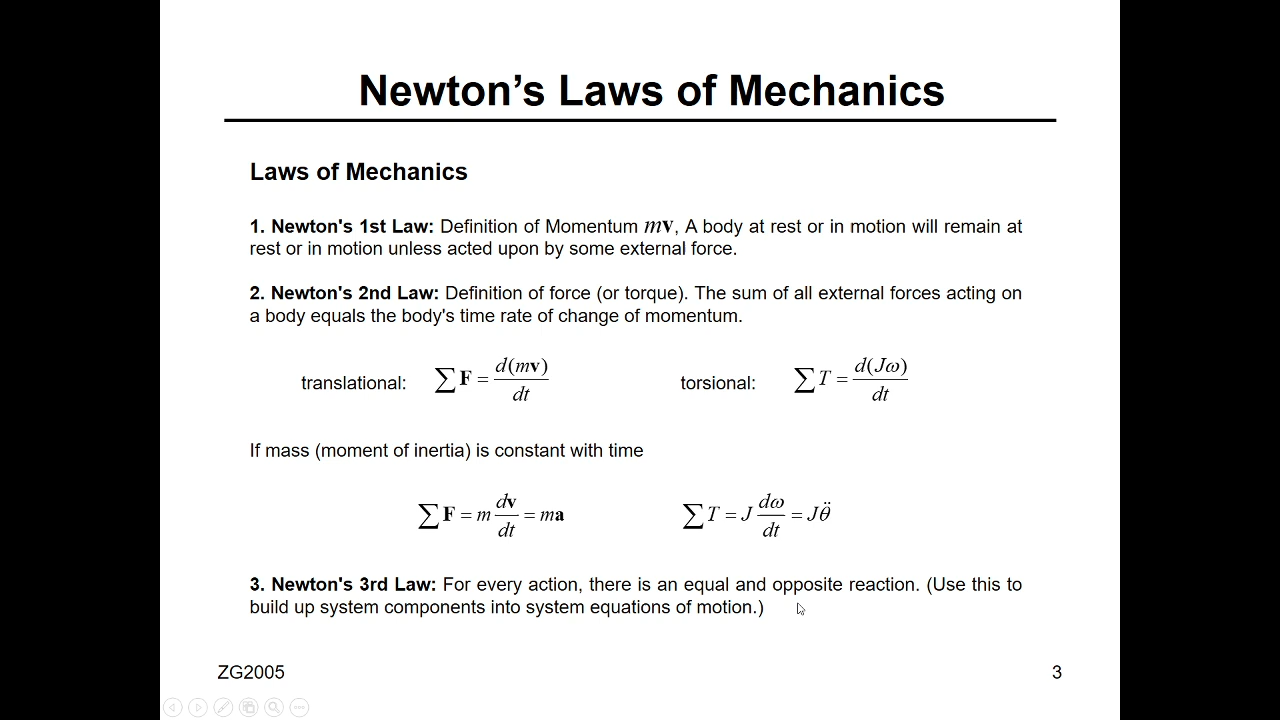 Newton’s Laws of Mechanics
Laws of Mechanics
1. Newton's 1st Law: Definition of Momentum mv, A body at rest or in motion will remain at
rest or in motion unless acted upon by some external force.
2. Newton's 2nd Law: Definition of force (or torque). The sum of all external forces acting on
a body equals the body's time rate of change of momentum.
translational: ∑F = d(mv)/dt torsional: ∑T = d(Jω)/dt
If mass (moment of inertia) is constant with time
∑F = m dv/dt = ma ∑T = J dω/dt = Jθ̈
3. Newton's 3rd Law: For every action, there is an equal and opposite reaction. (Use this to
build up system components into system equations of motion.)
ZG2005 3